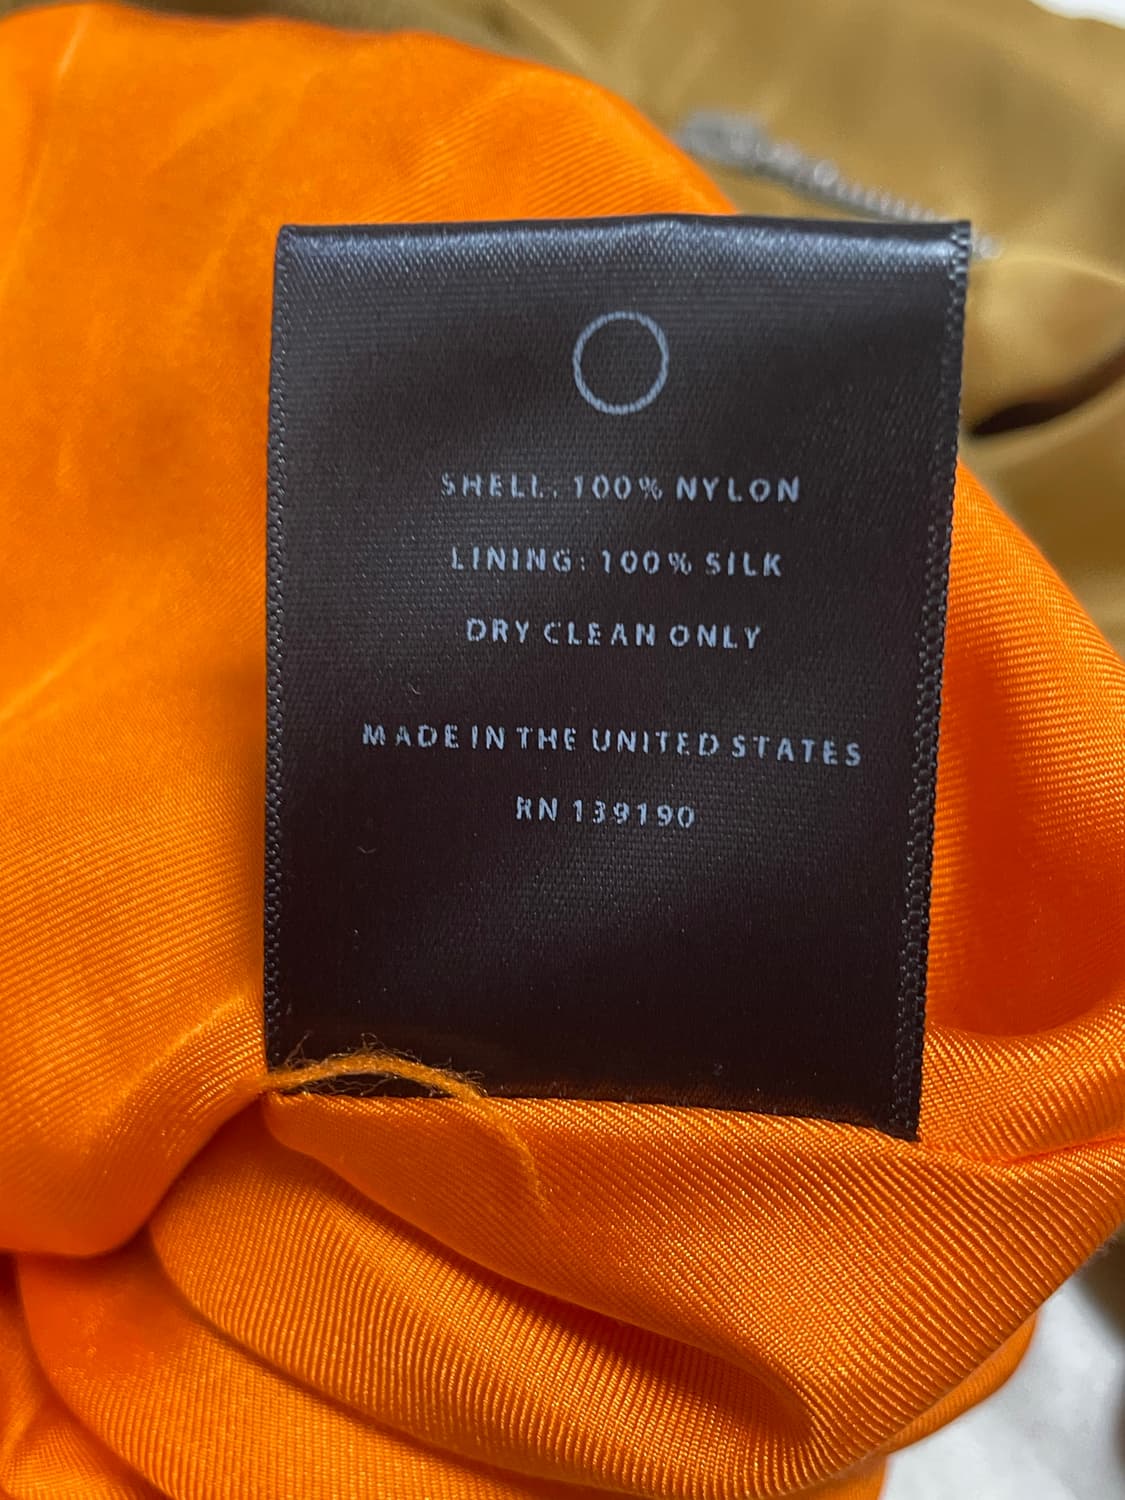 SHELL: 100% NYLON
LINING: 100% SILK
DRY CLEAN ONLY
MADE IN THE UNITED STATES
RN 139190